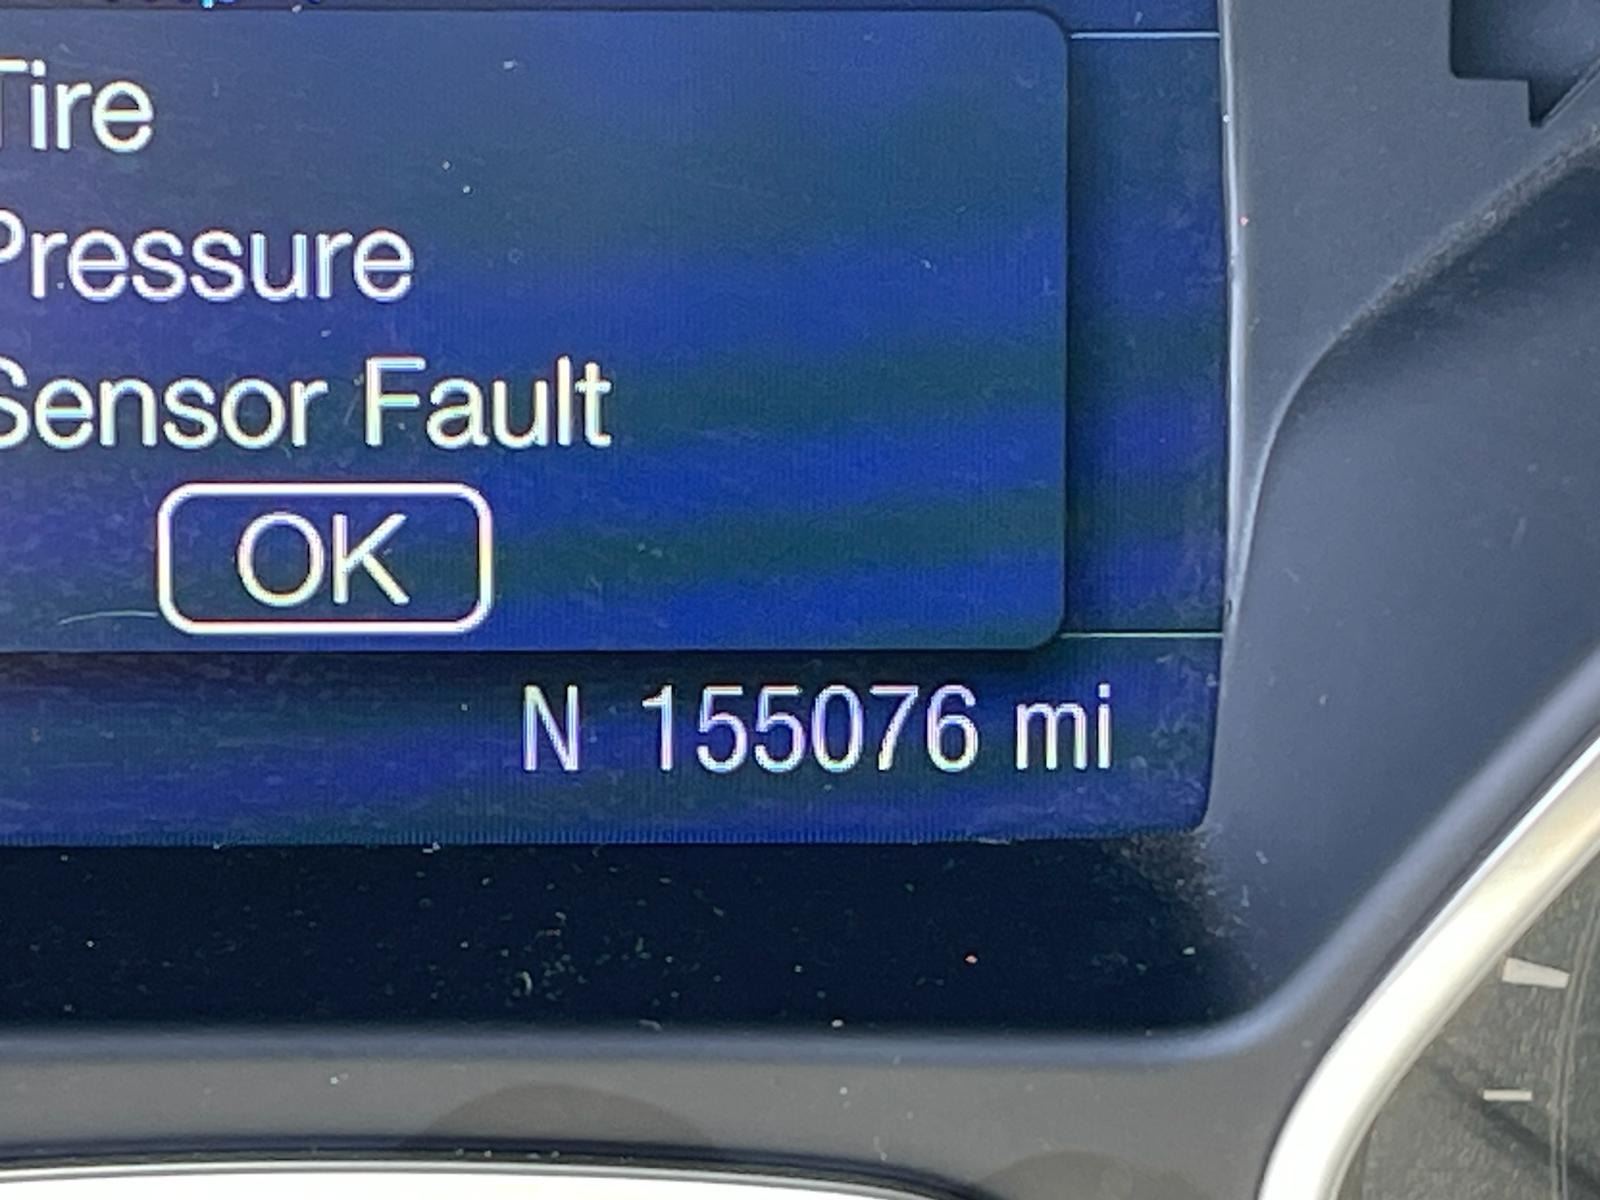 Tire
Pressure
Sensor Fault
OK
N 155076 mi